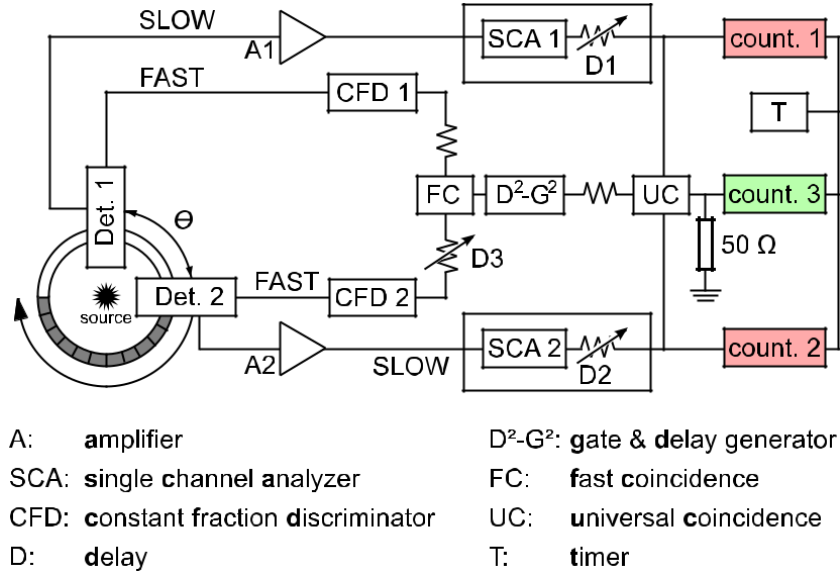 SLOW
A1
SCA 1
D1
count. 1
FAST
CFD 1
T
Det. 1
Θ
FC
D²-G²
UC
count. 3
50 Ω
D3
source
Det. 2
FAST
CFD 2
A2
SLOW
SCA 2
D2
count. 2
A: amplifier
SCA: single channel analyzer
CFD: constant fraction discriminator
D: delay
D²-G²: gate & delay generator
FC: fast coincidence
UC: universal coincidence
T: timer